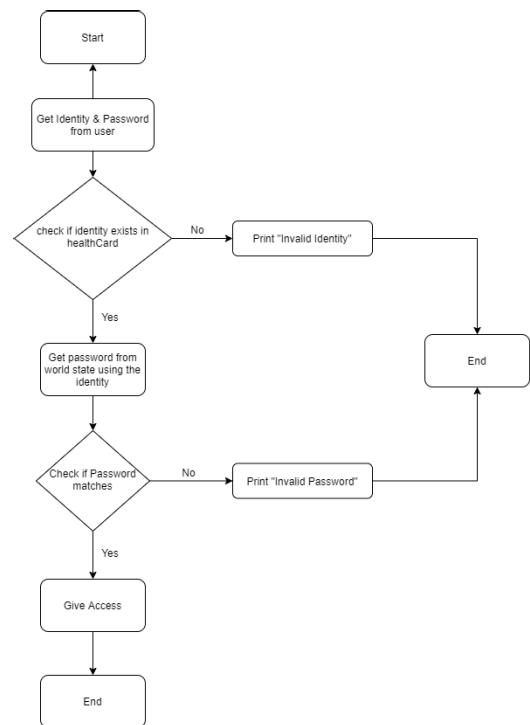 Start
Get Identity & Password
from user
check if identity exists in
healthCard
No
Print "Invalid Identity"
Yes
Get password from
world state using the
identity
End
Check if Password
matches
No
Print "Invalid Password"
Yes
Give Access
End